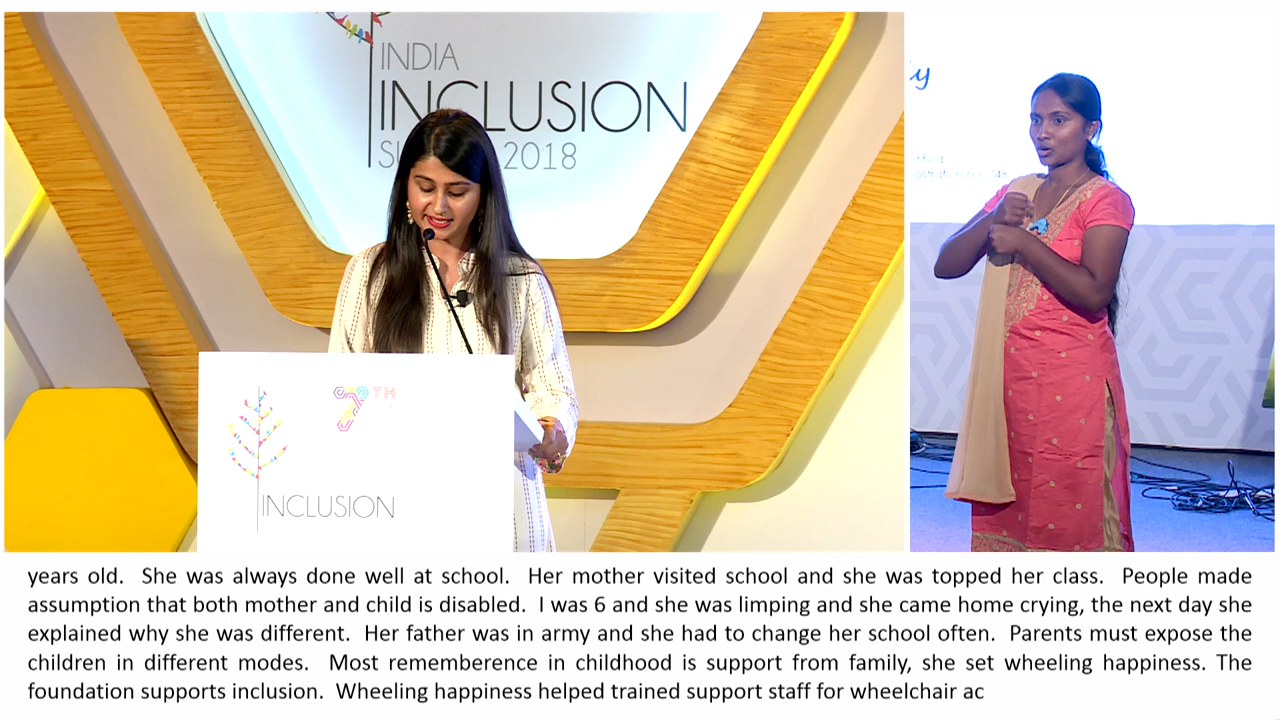 INDIA
INCLUSION
2018
TH
INCLUSION
years old. She was always done well at school. Her mother visited school and she was topped her class. People made
assumption that both mother and child is disabled. I was 6 and she was limping and she came home crying, the next day she
explained why she was different. Her father was in army and she had to change her school often. Parents must expose the
children in different modes. Most rememberence in childhood is support from family, she set wheeling happiness. The
foundation supports inclusion. Wheeling happiness helped trained support staff for wheelchair ac